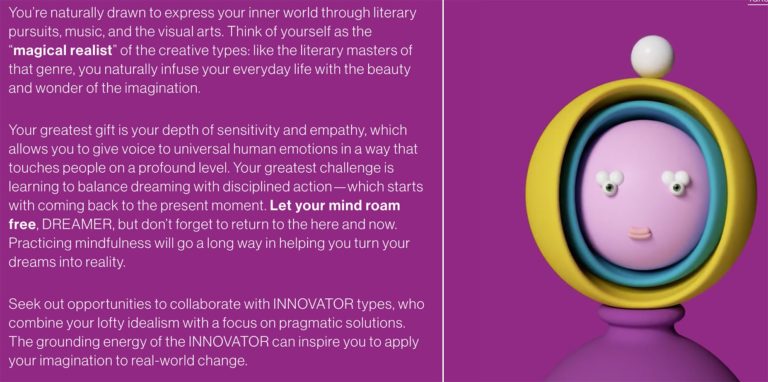 You're naturally drawn to express your inner world through literary
pursuits, music, and the visual arts. Think of yourself as the
“magical realist” of the creative types: like the literary masters of
that genre, you naturally infuse your everyday life with the beauty
and wonder of the imagination.
Your greatest gift is your depth of sensitivity and empathy, which
allows you to give voice to universal human emotions in a way that
touches people on a profound level. Your greatest challenge is
learning to balance dreaming with disciplined action—which starts
with coming back to the present moment. Let your mind roam
free, DREAMER, but don't forget to return to the here and now.
Practicing mindfulness will go a long way in helping you turn your
dreams into reality.
Seek out opportunities to collaborate with INNOVATOR types, who
combine your lofty idealism with a focus on pragmatic solutions.
The grounding energy of the INNOVATOR can inspire you to apply
your imagination to real-world change.